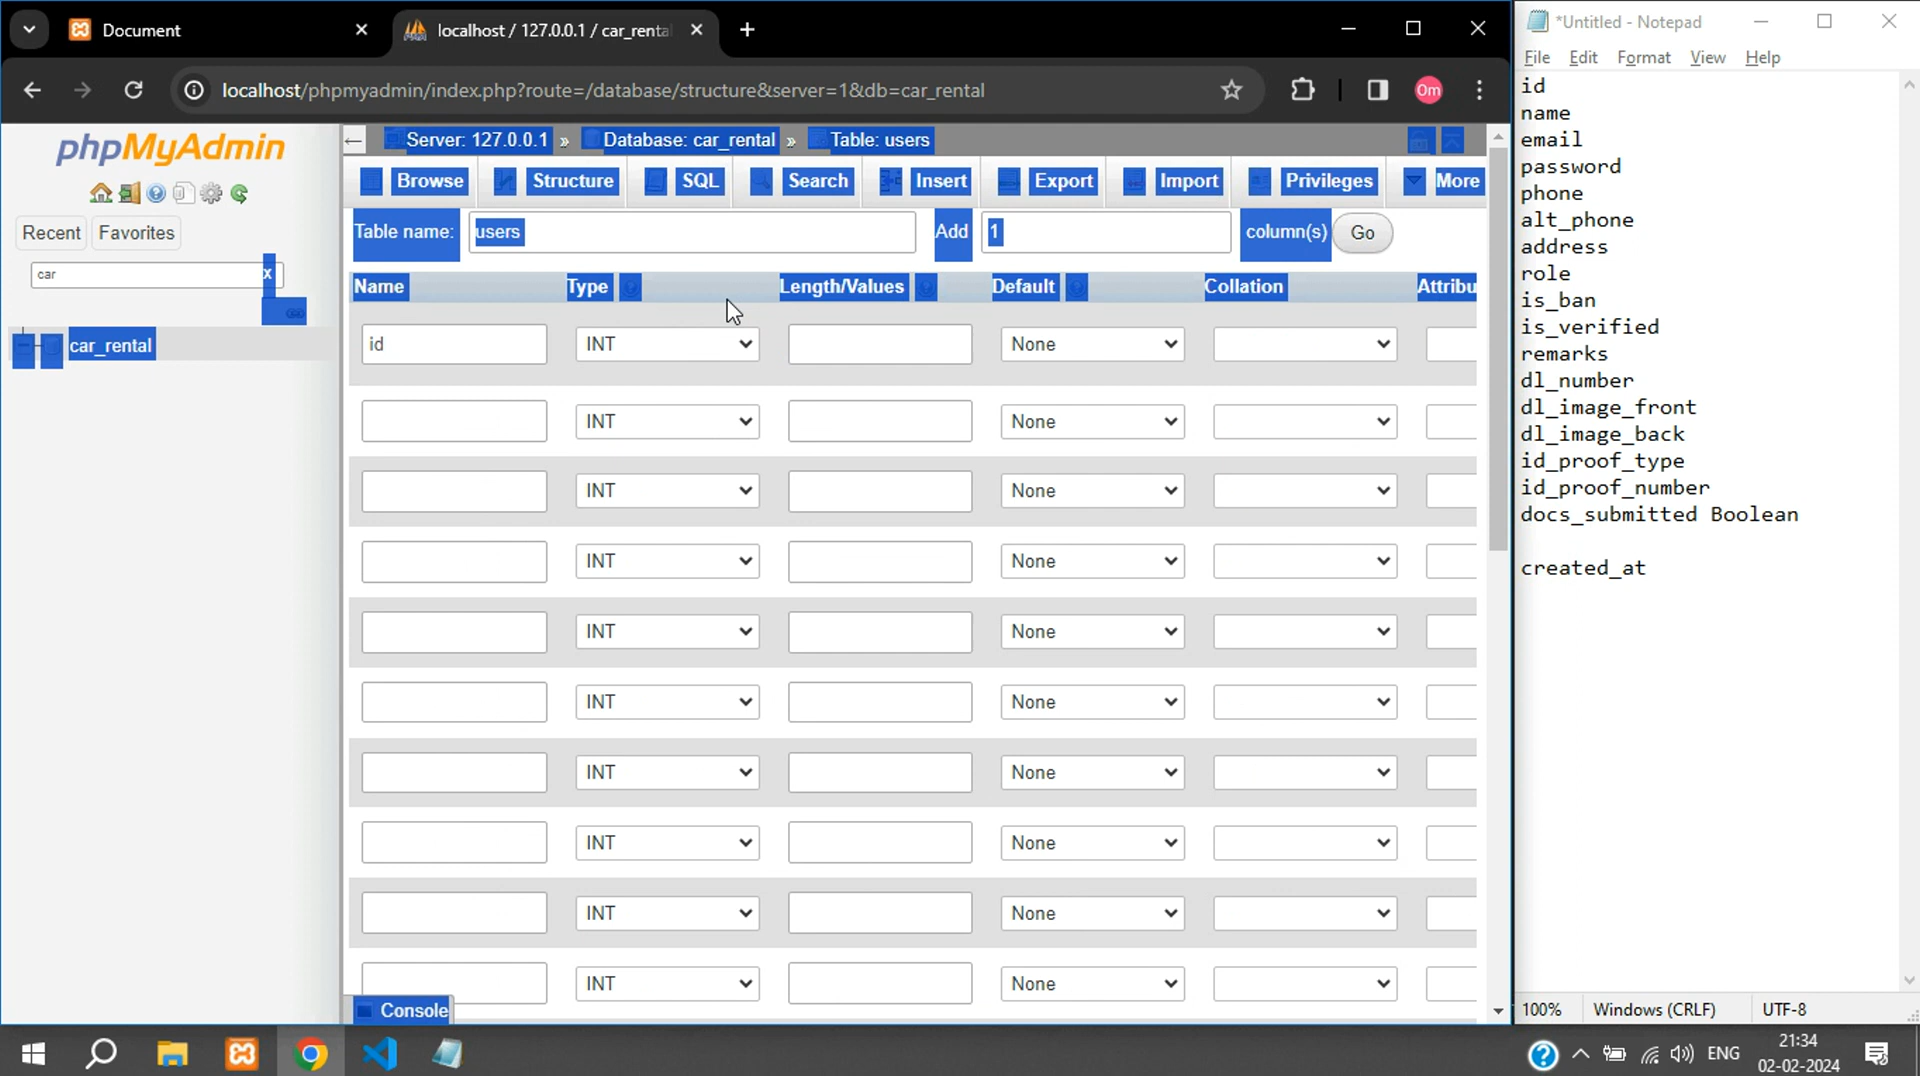 Document
localhost / 127.0.0.1 / car_renta
localhost/phpmyadmin/index.php?route=/database/structure&server=1&db=car_rental
Om
phpMyAdmin
Recent Favorites
car X
car_rental
Server: 127.0.0.1 » Database: car_rental » Table: users
Browse Structure SQL Search Insert Export Import Privileges More
Table name: users Add 1 column(s) Go
Name Type Length/Values Default Collation Attribu
id INT None
INT None
INT None
INT None
INT None
INT None
INT None
INT None
INT None
INT None
Console
*Untitled - Notepad
File Edit Format View Help
id
name
email
password
phone
alt_phone
address
role
is_ban
is_verified
remarks
dl_number
dl_image_front
dl_image_back
id_proof_type
id_proof_number
docs_submitted Boolean
created_at
100% Windows (CRLF) UTF-8
ENG
21:34
02-02-2024